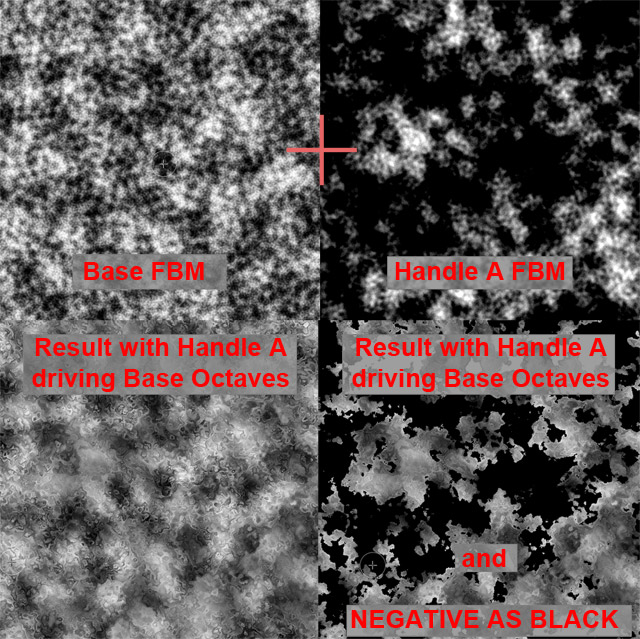 Base FBM
Handle A FBM
Result with Handle A
driving Base Octaves
Result with Handle A
driving Base Octaves
and
NEGATIVE AS BLACK